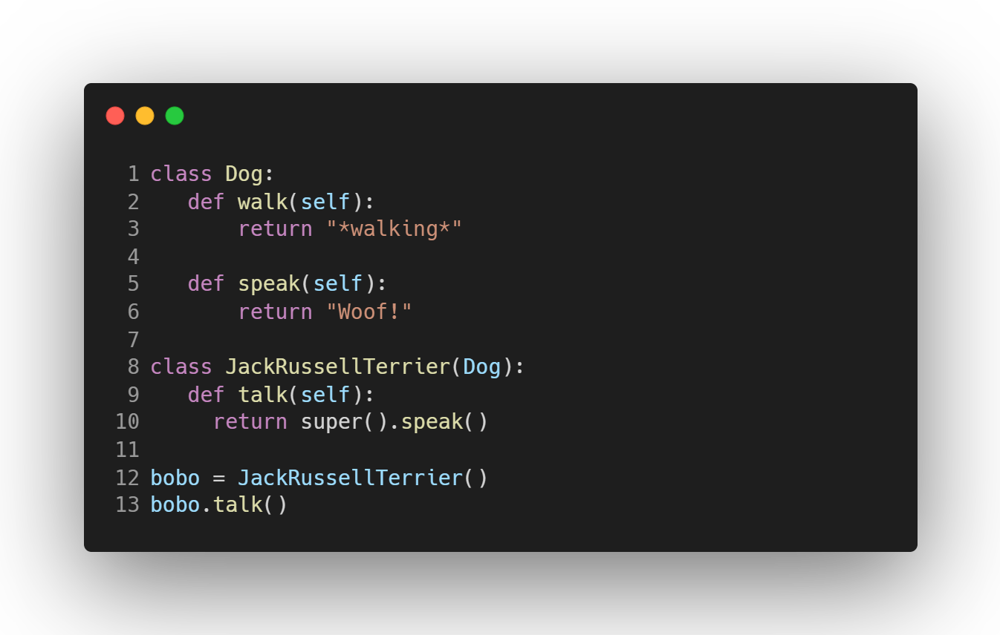 1 class Dog:
2    def walk(self):
3        return "*walking*"
4
5    def speak(self):
6        return "Woof!"
7
8 class JackRussellTerrier(Dog):
9    def talk(self):
10      return super().speak()
11
12 bobo = JackRussellTerrier()
13 bobo.talk()